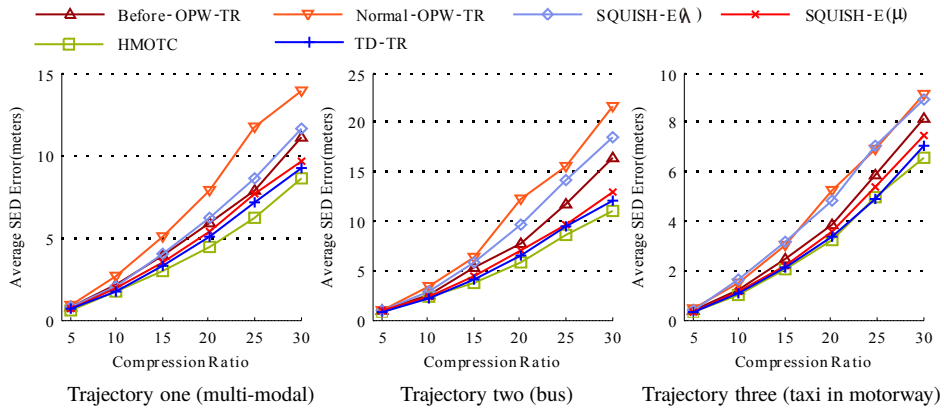 Before-OPW-TR Normal-OPW-TR SQUISH-E(λ) SQUISH-E(μ)
HMOTC TD-TR
Average SED Error(meters)
15
10
5
0
5 10 15 20 25 30
Compression Ratio
Trajectory one (multi-modal)
Average SED Error(meters)
25
20
15
10
5
0
5 10 15 20 25 30
Compression Ratio
Trajectory two (bus)
Average SED Error(meters)
10
8
6
4
2
0
5 10 15 20 25 30
Compression Ratio
Trajectory three (taxi in motorway)